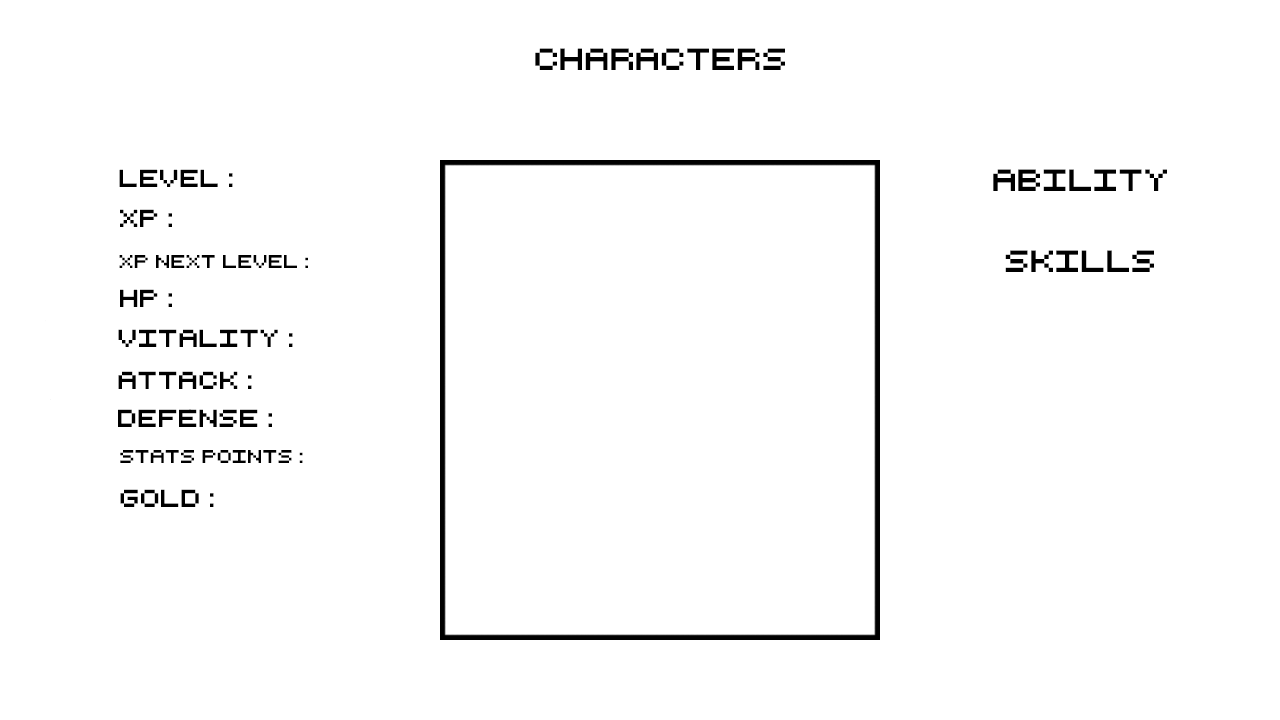 CHARACTERS
LEVEL :
XP :
XP NEXT LEVEL :
HP :
VITALITY :
ATTACK :
DEFENSE :
STATS POINTS :
GOLD :
ABILITY
SKILLS